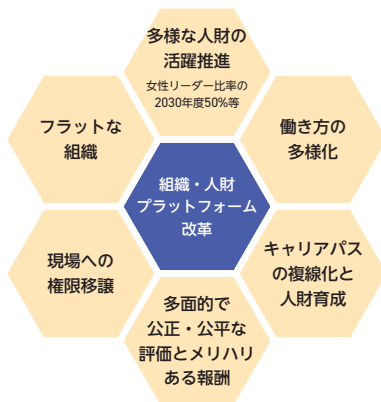 多様な人財の
活躍推進
女性リーダー比率の
2030年度50%等
フラットな
組織
働き方の
多様化
組織・人財
プラットフォーム
改革
現場への
権限移譲
キャリアパス
の複線化と
人財育成
多面的で
公正・公平な
評価とメリハリ
ある報酬